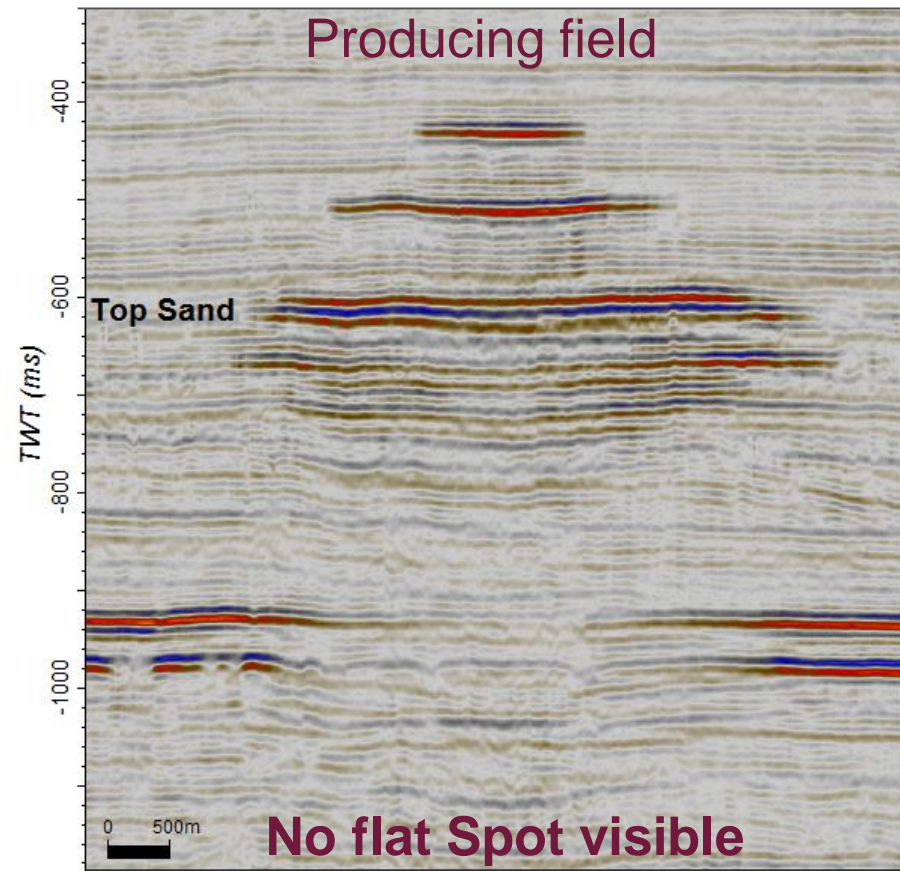 Producing field
-400
-600
Top Sand
TWT (ms)
-800
-1000
0 500m
No flat Spot visible